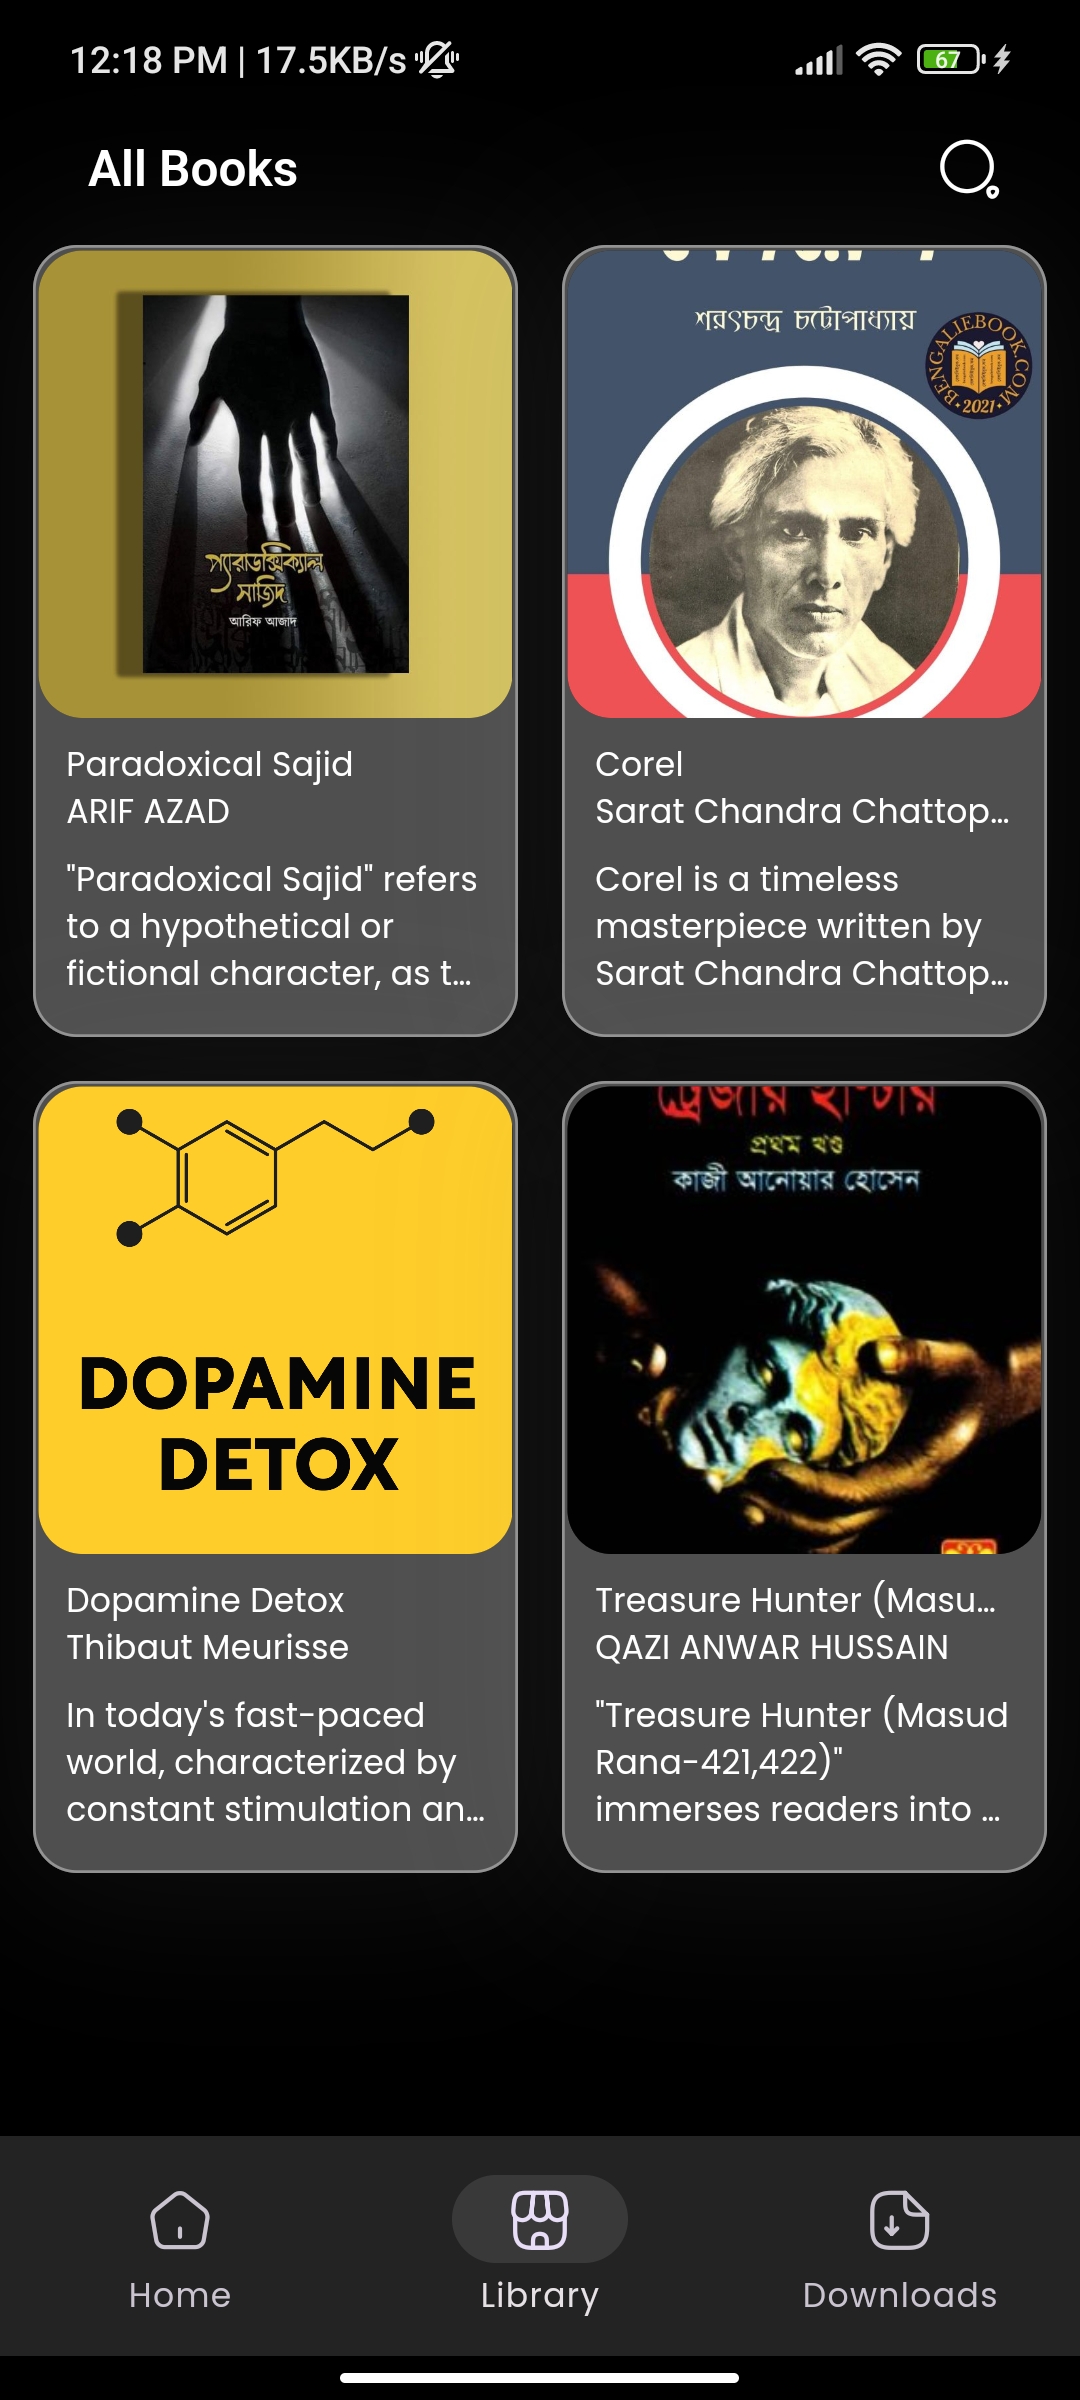 12:18 PM | 17.5KB/s
67
All Books
প্যারাডক্সিক্যাল
সাজিদ
আরিফ আজাদ
শরৎচন্দ্র চট্টোপাধ্যায়
BENGALIEBOOK.COM
2021
Paradoxical Sajid
ARIF AZAD
"Paradoxical Sajid" refers
to a hypothetical or
fictional character, as t...
Corel
Sarat Chandra Chattop...
Corel is a timeless
masterpiece written by
Sarat Chandra Chattop...
DOPAMINE
DETOX
ট্রেজার হান্টার
প্রথম খণ্ড
কাজী আনোয়ার হোসেন
Dopamine Detox
Thibaut Meurisse
In today's fast-paced
world, characterized by
constant stimulation an...
Treasure Hunter (Masu...
QAZI ANWAR HUSSAIN
"Treasure Hunter (Masud
Rana-421,422)"
immerses readers into ...
Home
Library
Downloads